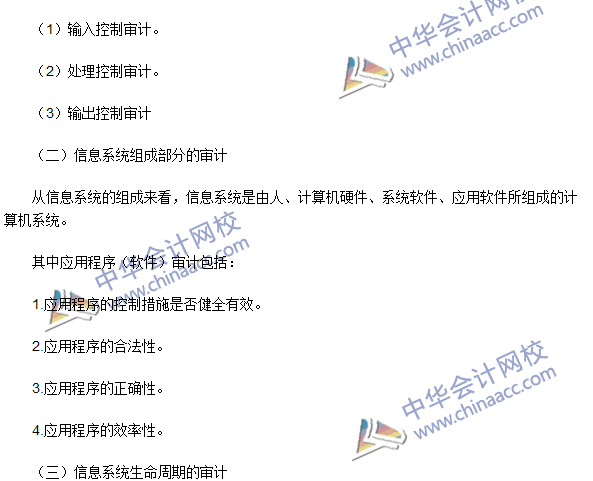 （1）输入控制审计。
中华会计网校
www.chinaacc.com
（2）处理控制审计。
（3）输出控制审计
（二）信息系统组成部分的审计
从信息系统的组成来看，信息系统是由人、计算机硬件、系统软件、应用软件所组成的计
算机系统。
其中应用程序（软件）审计包括：
中华会计网校
www.chinaacc.com
1.应用程序的控制措施是否健全有效。
2.应用程序的合法性。
3.应用程序的正确性。
中华会计网校
www.chinaacc.com
4.应用程序的效率性。
（三）信息系统生命周期的审计